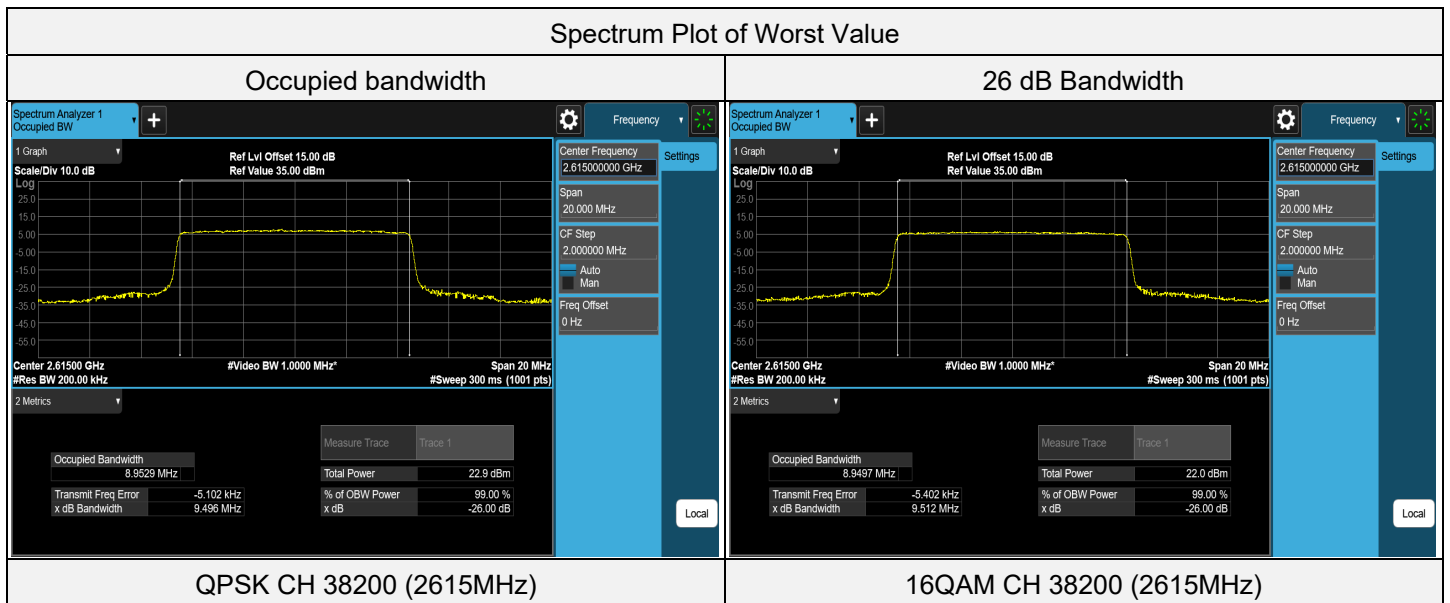 Spectrum Plot of Worst Value
Occupied bandwidth
26 dB Bandwidth
Spectrum Analyzer 1
Occupied BW
+
Frequency
1 Graph
Scale/Div 10.0 dB
Ref Lvl Offset 15.00 dB
Ref Value 35.00 dBm
Log
25.0
15.0
5.00
-5.00
-15.0
-25.0
-35.0
-45.0
-55.0
Center 2.61500 GHz
#Res BW 200.00 kHz
#Video BW 1.0000 MHz*
Span 20 MHz
#Sweep 300 ms (1001 pts)
Center Frequency
2.615000000 GHz
Settings
Span
20.000 MHz
CF Step
2.000000 MHz
Auto
Man
Freq Offset
0 Hz
2 Metrics
Measure Trace Trace 1
Occupied Bandwidth
8.9529 MHz
Total Power 22.9 dBm
Transmit Freq Error -5.102 kHz
% of OBW Power 99.00 %
x dB Bandwidth 9.496 MHz
x dB -26.00 dB
Local
Spectrum Analyzer 1
Occupied BW
+
Frequency
1 Graph
Scale/Div 10.0 dB
Ref Lvl Offset 15.00 dB
Ref Value 35.00 dBm
Log
25.0
15.0
5.00
-5.00
-15.0
-25.0
-35.0
-45.0
-55.0
Center 2.61500 GHz
#Res BW 200.00 kHz
#Video BW 1.0000 MHz*
Span 20 MHz
#Sweep 300 ms (1001 pts)
Center Frequency
2.615000000 GHz
Settings
Span
20.000 MHz
CF Step
2.000000 MHz
Auto
Man
Freq Offset
0 Hz
2 Metrics
Measure Trace Trace 1
Occupied Bandwidth
8.9497 MHz
Total Power 22.0 dBm
Transmit Freq Error -5.402 kHz
% of OBW Power 99.00 %
x dB Bandwidth 9.512 MHz
x dB -26.00 dB
Local
QPSK CH 38200 (2615MHz)
16QAM CH 38200 (2615MHz)